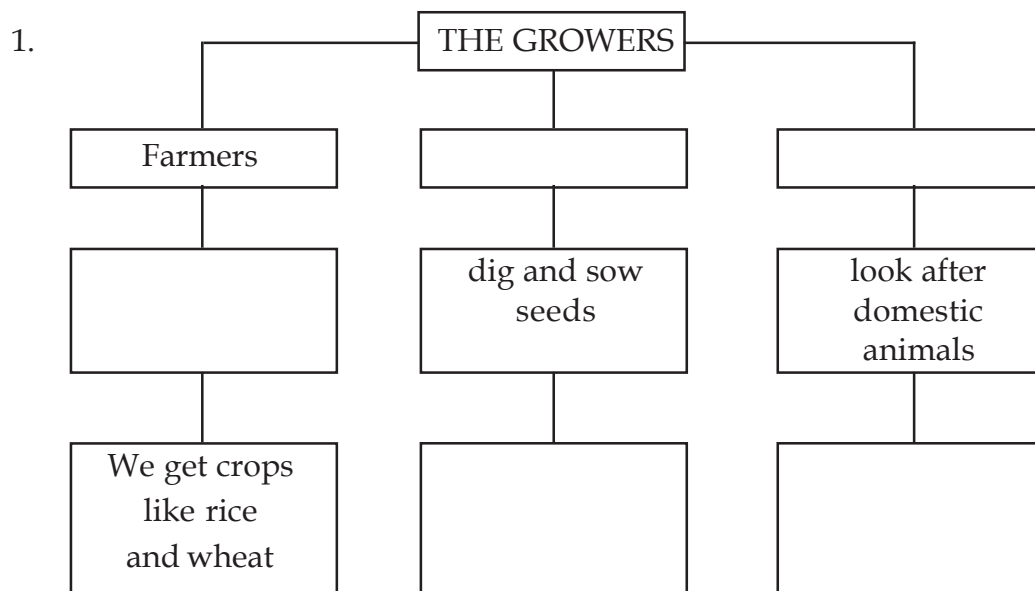 1.
THE GROWERS
Farmers
dig and sow
seeds
look after
domestic
animals
We get crops
like rice
and wheat